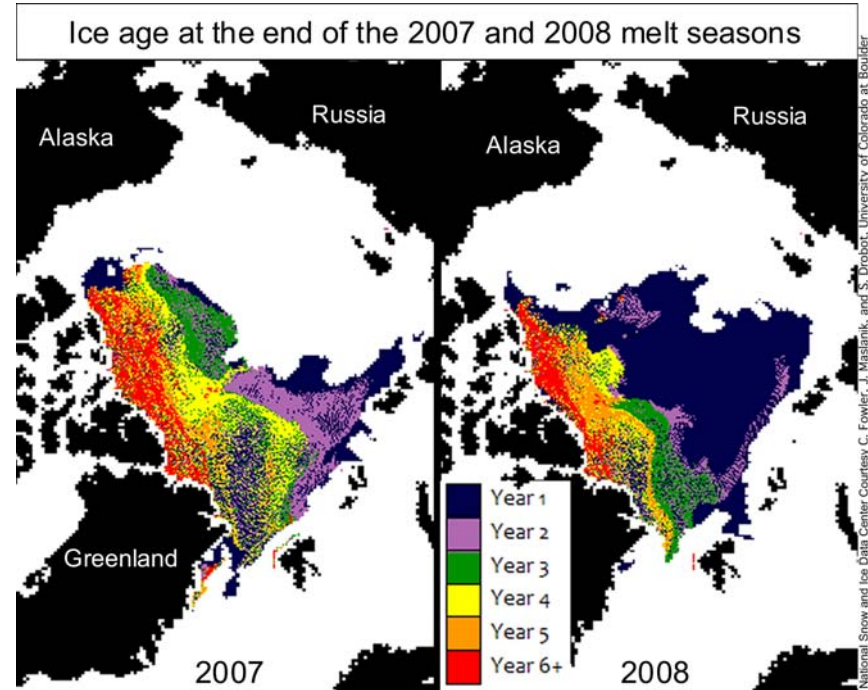 Ice age at the end of the 2007 and 2008 melt seasons
Alaska
Russia
Greenland
2007
Alaska
Russia
Year 1
Year 2
Year 3
Year 4
Year 5
Year 6+
2008
National Snow and Ice Data Center Courtesy C. Fowler, J. Maslanik, and S. Drobot, University of Colorado at Boulder